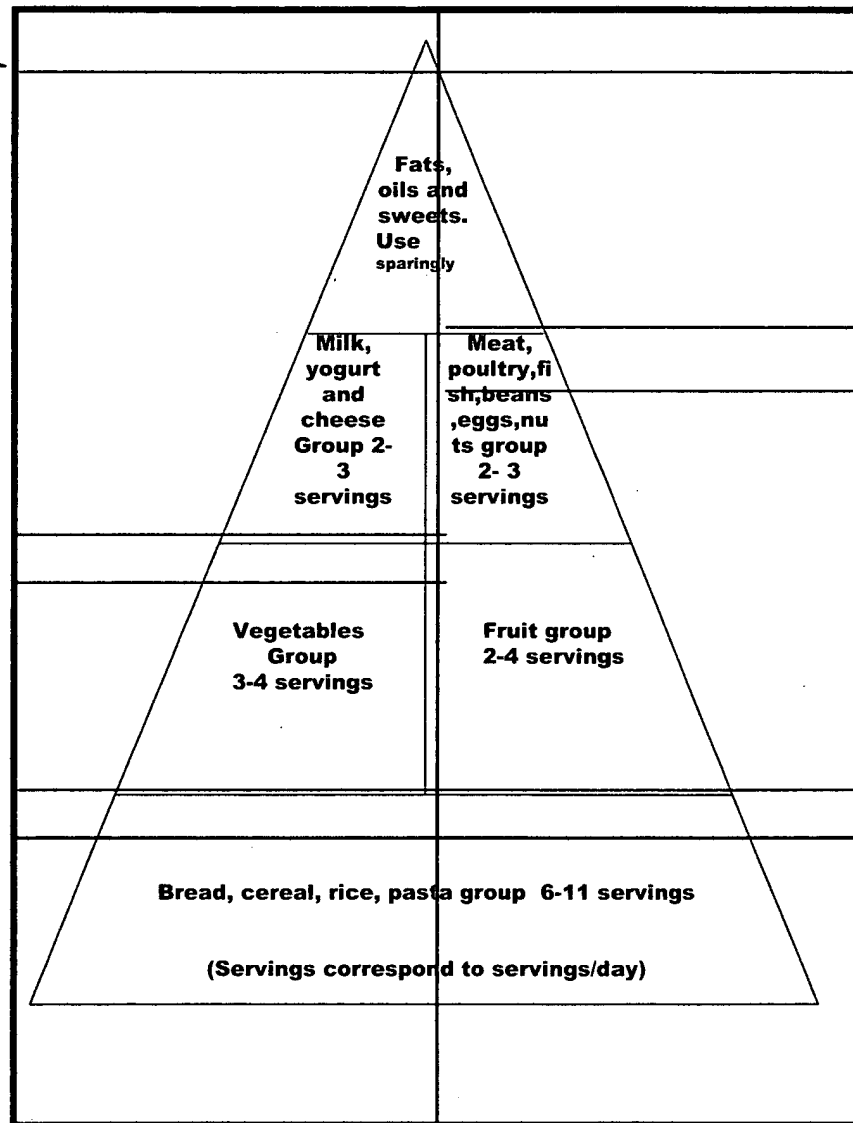 Fats,
oils and
sweets.
Use
sparingly
Milk,
yogurt
and
cheese
Group 2-
3
servings
Meat,
poultry,fi
sh,beans
,eggs,nu
ts group
2- 3
servings
Vegetables
Group
3-4 servings
Fruit group
2-4 servings
Bread, cereal, rice, pasta group 6-11 servings
(Servings correspond to servings/day)